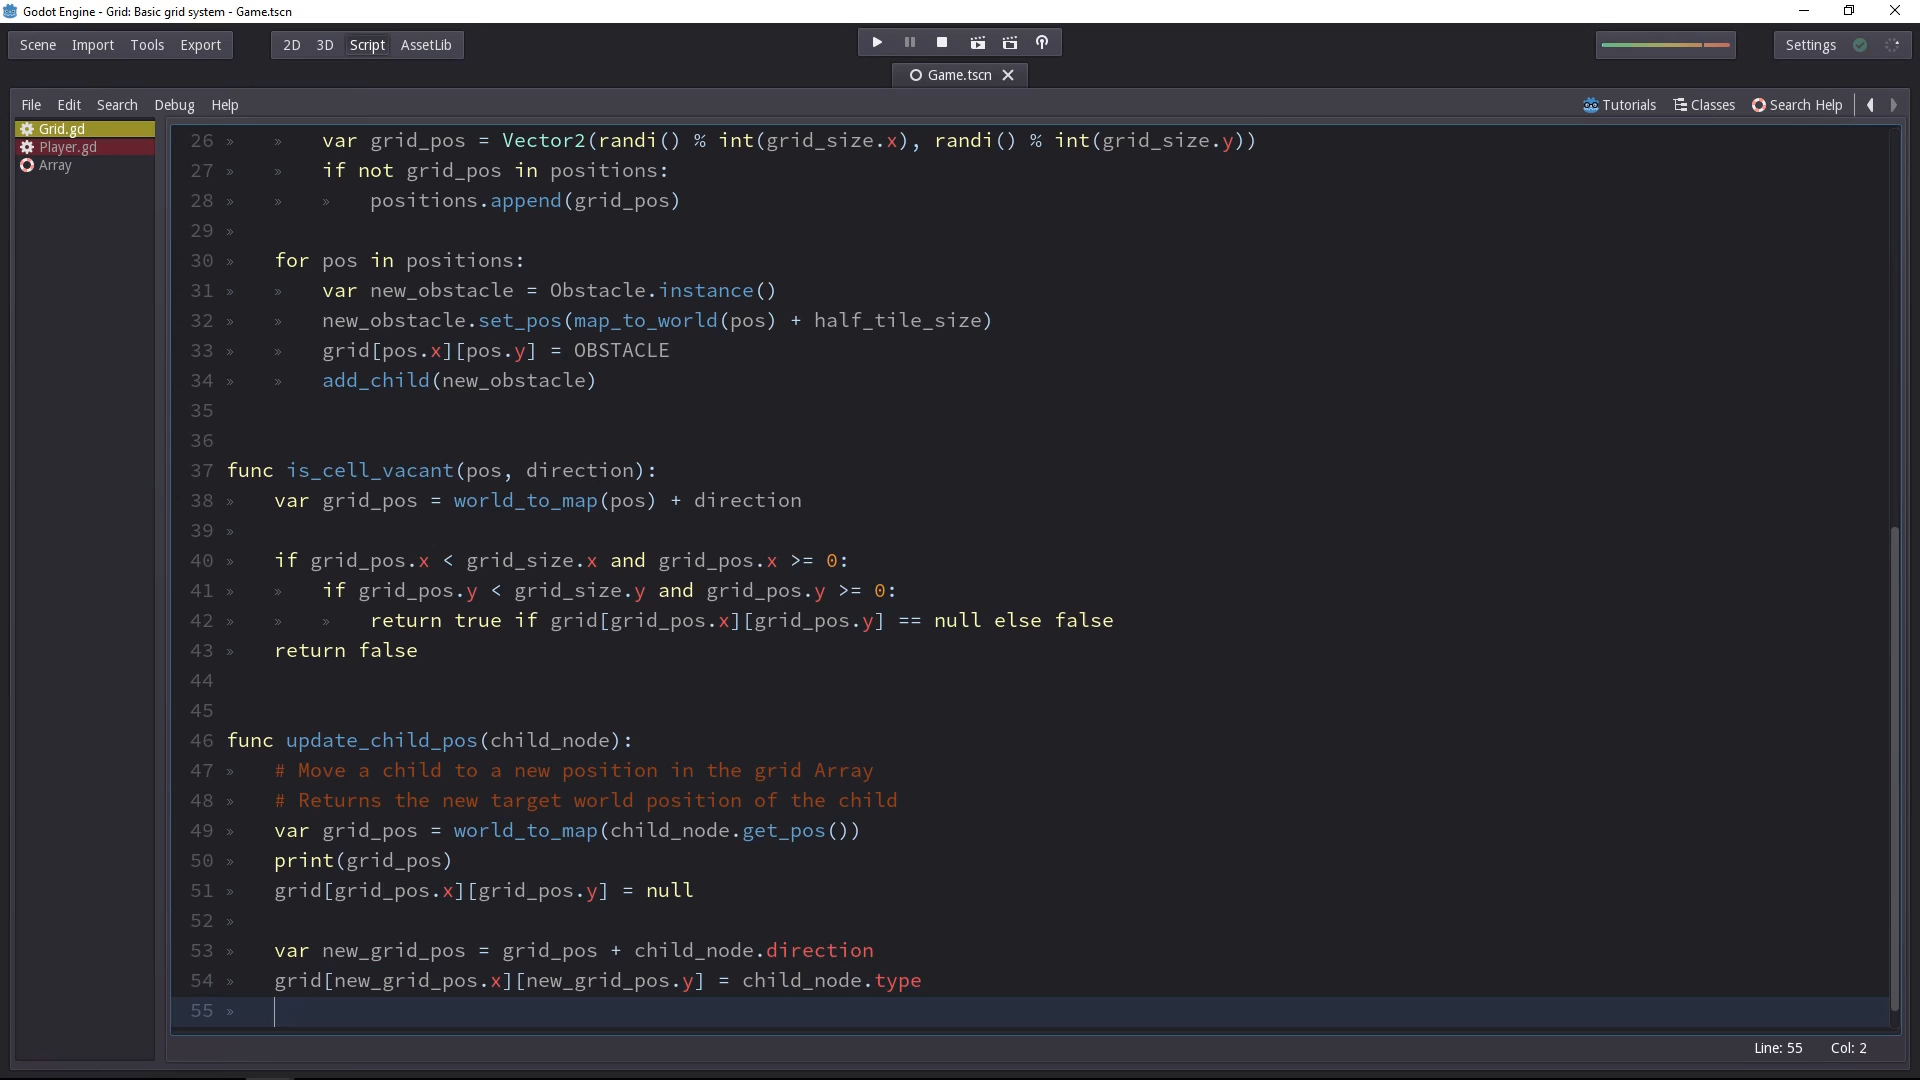 Godot Engine - Grid: Basic grid system - Game.tscn
Scene Import Tools Export 2D 3D Script AssetLib Settings
Game.tscn
File Edit Search Debug Help Tutorials Classes Search Help
Grid.gd
Player.gd
Array
26 » » var grid_pos = Vector2(randi() % int(grid_size.x), randi() % int(grid_size.y))
27 » » if not grid_pos in positions:
28 » » » positions.append(grid_pos)
29 »
30 » for pos in positions:
31 » » var new_obstacle = Obstacle.instance()
32 » » new_obstacle.set_pos(map_to_world(pos) + half_tile_size)
33 » » grid[pos.x][pos.y] = OBSTACLE
34 » » add_child(new_obstacle)
35
36
37 func is_cell_vacant(pos, direction):
38 » var grid_pos = world_to_map(pos) + direction
39 »
40 » if grid_pos.x < grid_size.x and grid_pos.x >= 0:
41 » » if grid_pos.y < grid_size.y and grid_pos.y >= 0:
42 » » » return true if grid[grid_pos.x][grid_pos.y] == null else false
43 » return false
44
45
46 func update_child_pos(child_node):
47 » # Move a child to a new position in the grid Array
48 » # Returns the new target world position of the child
49 » var grid_pos = world_to_map(child_node.get_pos())
50 » print(grid_pos)
51 » grid[grid_pos.x][grid_pos.y] = null
52 »
53 » var new_grid_pos = grid_pos + child_node.direction
54 » grid[new_grid_pos.x][new_grid_pos.y] = child_node.type
55 »
Line: 55 Col: 2